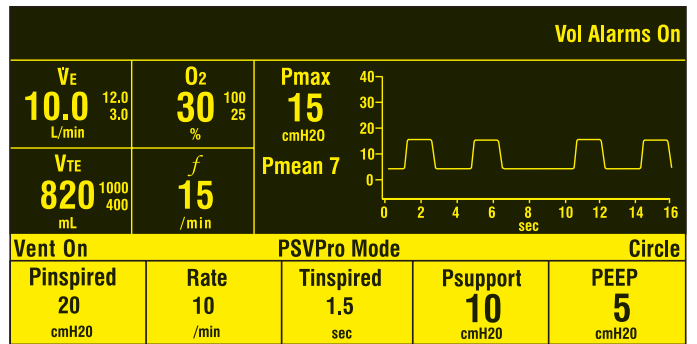 Vol Alarms On
V̇E
10.0 12.0
3.0
L/min
O2
30 100
25
%
Pmax
15
cmH2O
Pmean 7
VTE
820 1000
400
mL
f
15
/min
40
30
20
10
0
0 2 4 6 8 10 12 14 16
sec
Vent On PSVPro Mode Circle
Pinspired
20
cmH20
Rate
10
/min
Tinspired
1.5
sec
Psupport
10
cmH20
PEEP
5
cmH20